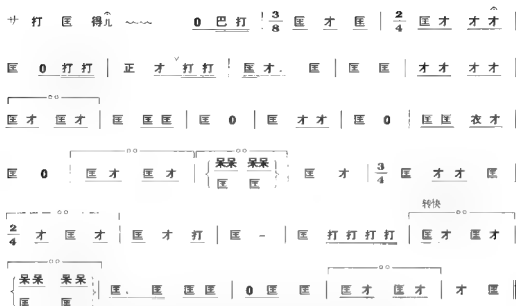 サ 打 匡 得儿 0 巴 打 3/8 匡 才 匡 | 2/4 匡 才 才 才 |
匡 0 打 打 | 正 才 打 打 | 匡 才. 匡 | 匡 匡 | 才 才 才 才 |
匡 才 匡 才 | 匡 匡 匡 | 匡 0 | 匡 才 才 | 匡 0 | 匡 匡 衣 才 |
匡 0 | 匡 才 匡 才 | 呆呆 呆呆 | 匡 才 | 3/4 匡 才 才 匡 |
匡 匡
转快
2/4 才 匡 才 | 匡 才 打 | 匡 - | 匡 打 打 打 打 | 匡 才 匡 才 |
呆呆 呆呆 | 匡. 匡 匡 匡 | 0 匡 匡 | 匡 才 匡 才 | 才 匡 |
匡 匡